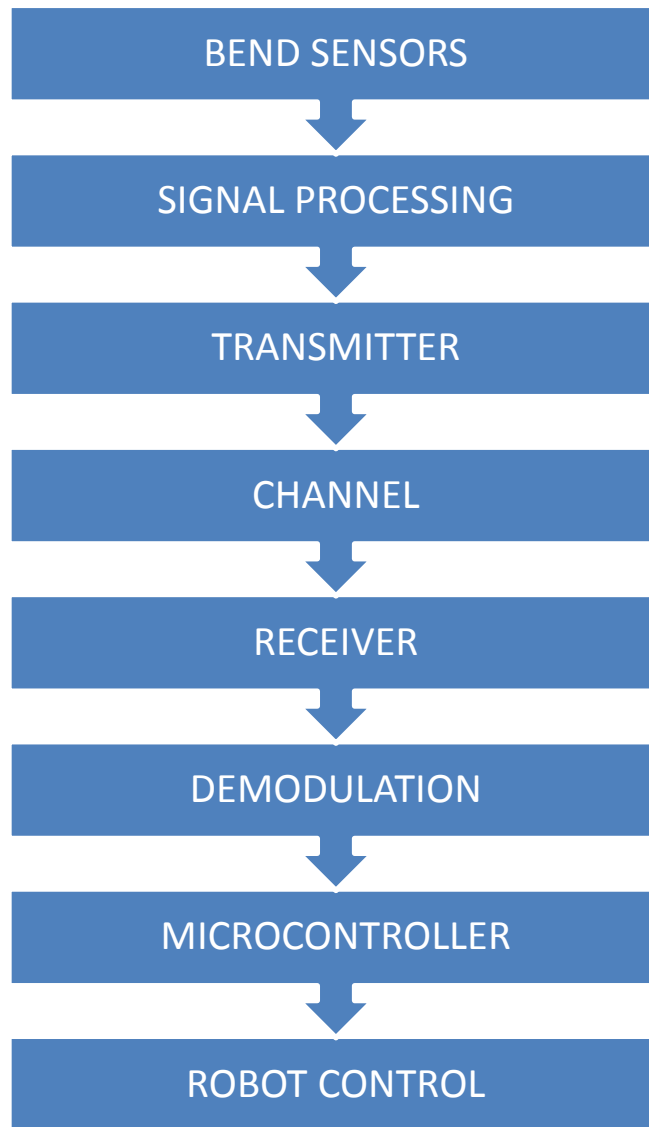 BEND SENSORS
SIGNAL PROCESSING
TRANSMITTER
CHANNEL
RECEIVER
DEMODULATION
MICROCONTROLLER
ROBOT CONTROL